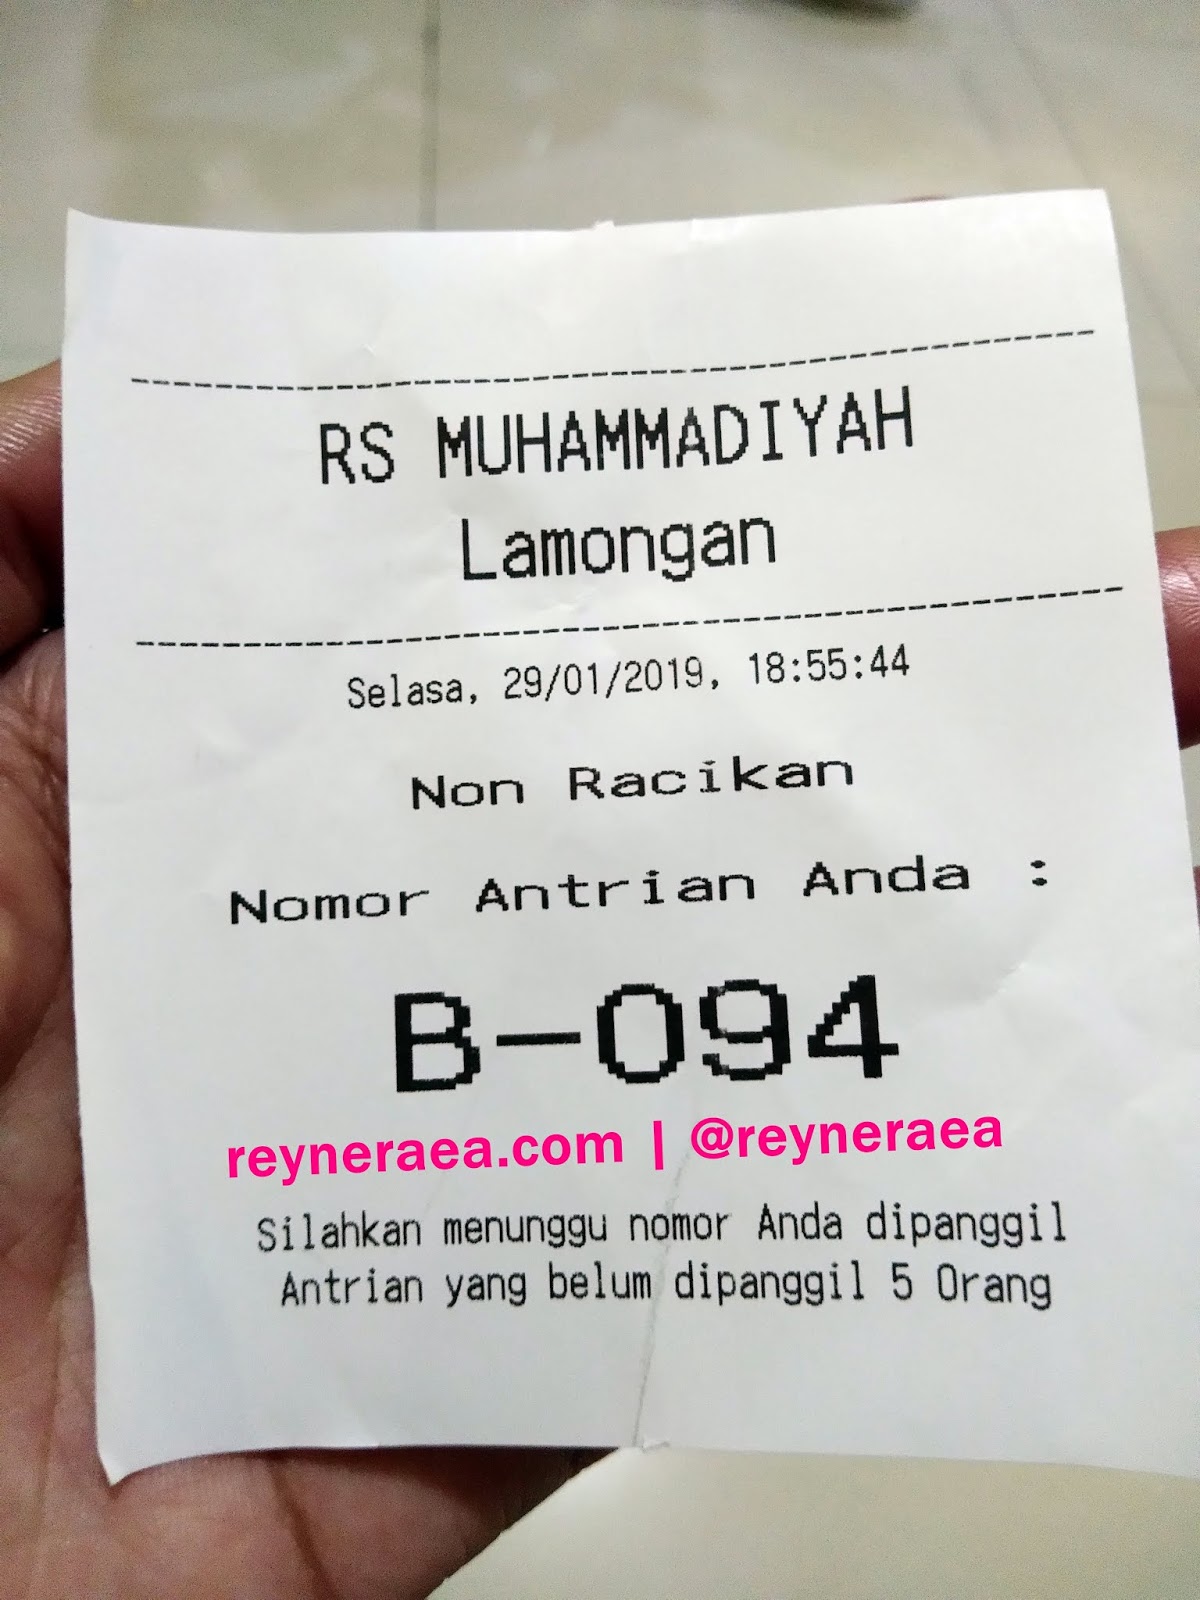 RS MUHAMMADIYAH
Lamongan
Selasa, 29/01/2019, 18:55:44
Non Racikan
Nomor Antrian Anda :
B-094
reyneraea.com | @reyneraea
Silahkan menunggu nomor Anda dipanggil
Antrian yang belum dipanggil 5 Orang